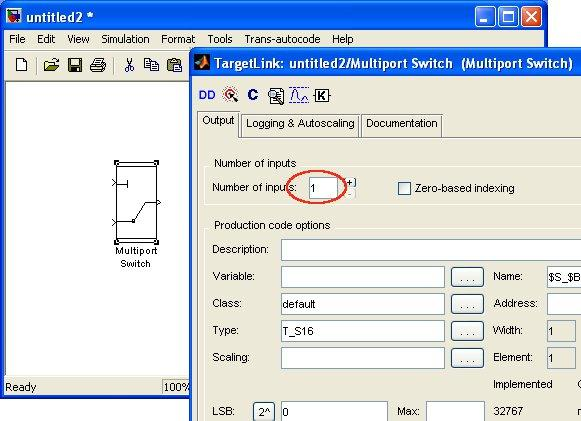 untitled2 *
File Edit View Simulation Format Tools Trans-autocode Help
Multiport
Switch
Ready 100%
TargetLink: untitled2/Multiport Switch (Multiport Switch)
DD C K
Output Logging & Autoscaling Documentation
Number of inputs
Number of inputs: 1 [+] Zero-based indexing
Production code options
Description:
Variable: ... Name: $S_$B
Class: default Address:
Type: T_S16 ... Width: 1
Scaling: ... Element: 1
Implemented
LSB: 2^ 0 Max: 32767